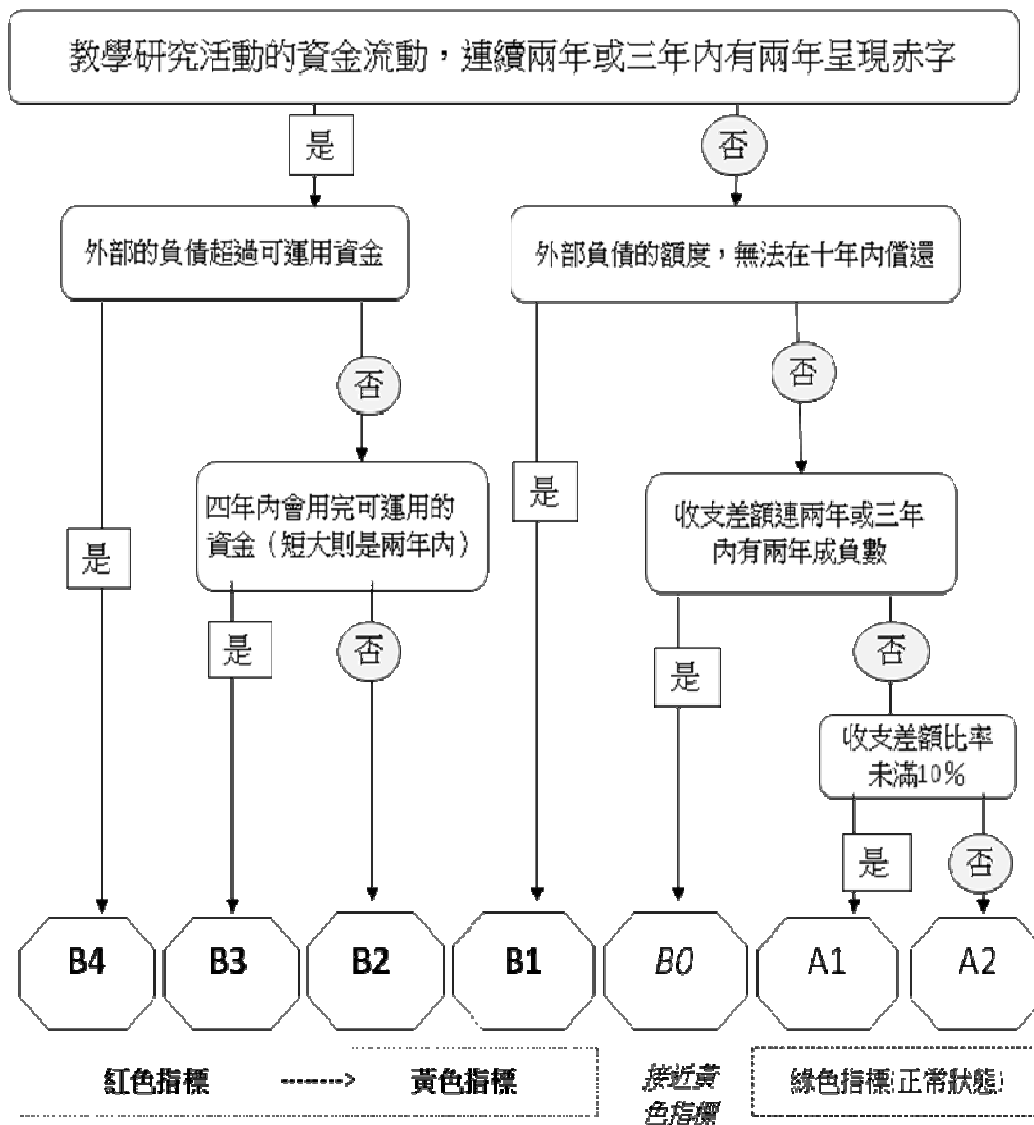 教學研究活動的資金流動，連續兩年或三年內有兩年呈現赤字
是
否
外部的負債超過可運用資金
外部負債的額度，無法在十年內償還
否
否
四年內會用完可運用的
資金（短大則是兩年內）
是
收支差額連兩年或三年
內有兩年成負數
是
是
否
是
否
收支差額比率
未滿10%
是
否
B4
B3
B2
B1
B0
A1
A2
紅色指標
-------->
黃色指標
接近黃
色指標
綠色指標 正常狀態